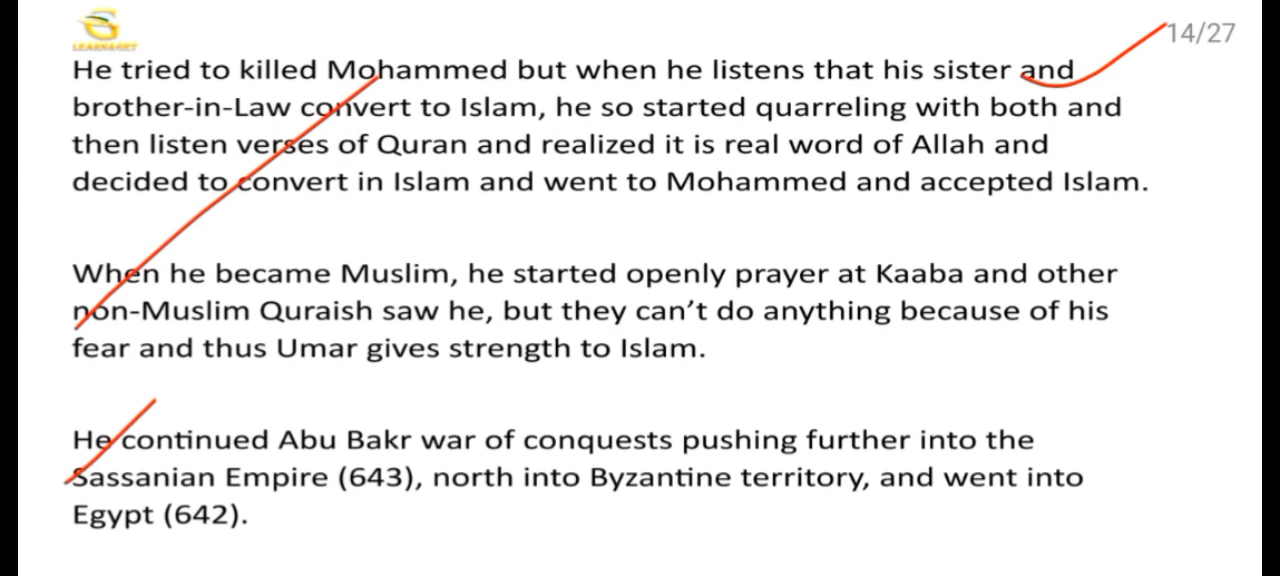 LEARN&GET
14/27
He tried to killed Mohammed but when he listens that his sister and
brother-in-Law convert to Islam, he so started quarreling with both and
then listen verses of Quran and realized it is real word of Allah and
decided to convert in Islam and went to Mohammed and accepted Islam.
When he became Muslim, he started openly prayer at Kaaba and other
non-Muslim Quraish saw he, but they can’t do anything because of his
fear and thus Umar gives strength to Islam.
He continued Abu Bakr war of conquests pushing further into the
Sassanian Empire (643), north into Byzantine territory, and went into
Egypt (642).